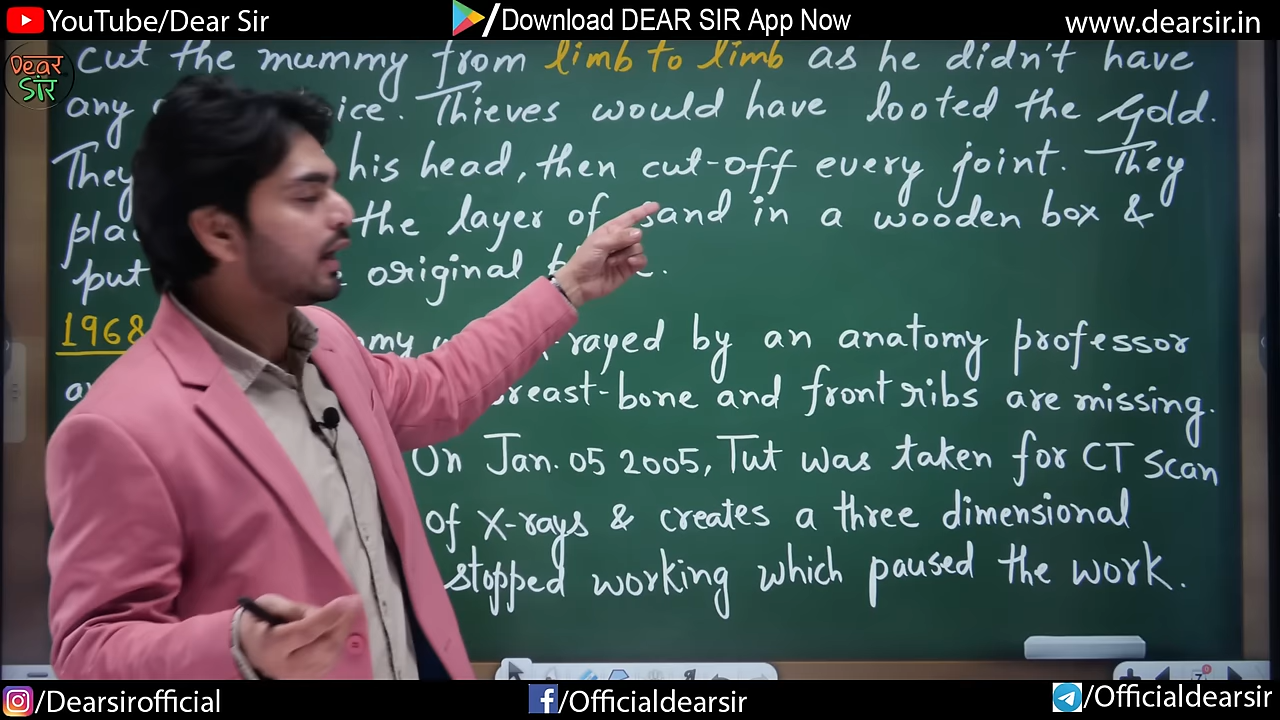 /YouTube/Dear Sir
/Download DEAR SIR App Now
www.dearsir.in
Dear
Sir
cut the mummy from limb to limb as he didn't have
any . Thieves would have looted the Gold.
They his head, then cut-off every joint. They
the layer of sand in a wooden box &
put original .
1968 by an anatomy professor
breast-bone and front ribs are missing.
On Jan. 05 2005, Tut was taken for CT Scan
of X-rays & creates a three dimensional
stopped working which paused the work.
/Dearsirofficial
/Officialdearsir
/Officialdearsir